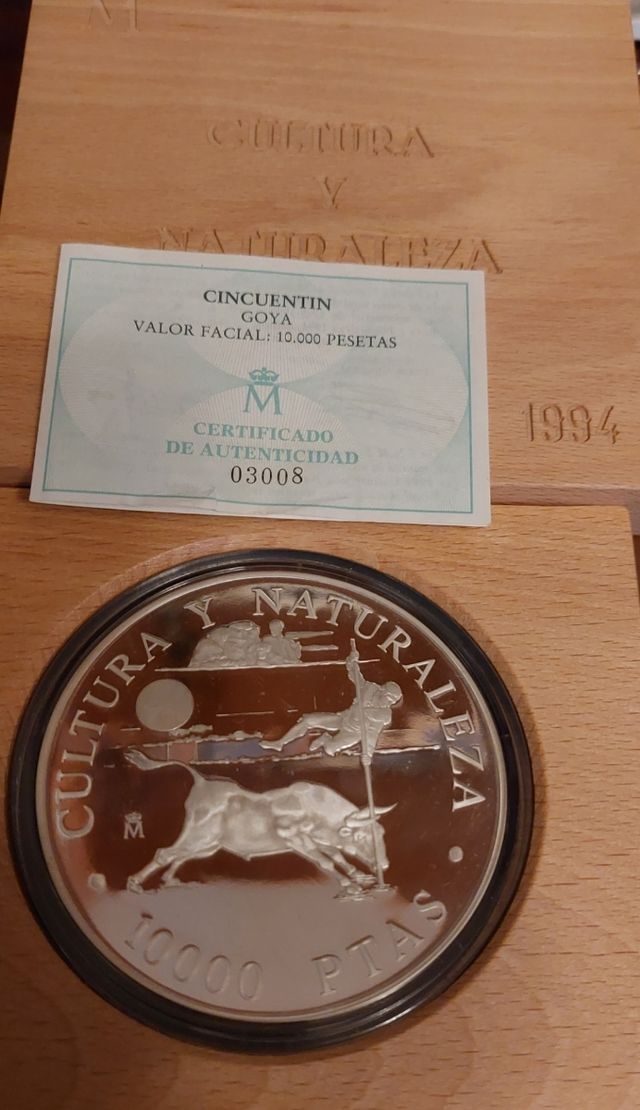 M
CULTURA
Y
NATURALEZA
CINCUENTIN
GOYA
VALOR FACIAL: 10.000 PESETAS
M
CERTIFICADO
DE AUTENTICIDAD
03008
1994
CULTURA Y NATURALEZA
M
10000 PTAS